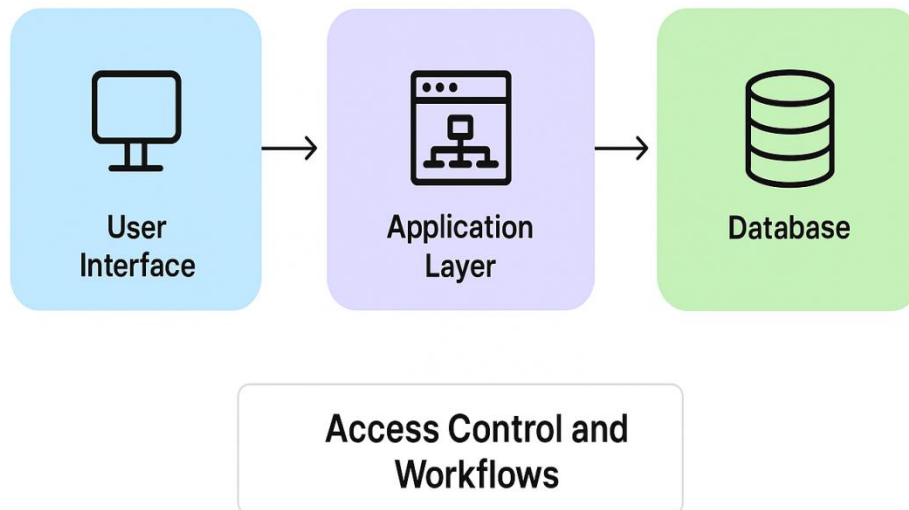 User
Interface
Application
Layer
Database
Access Control and
Workflows